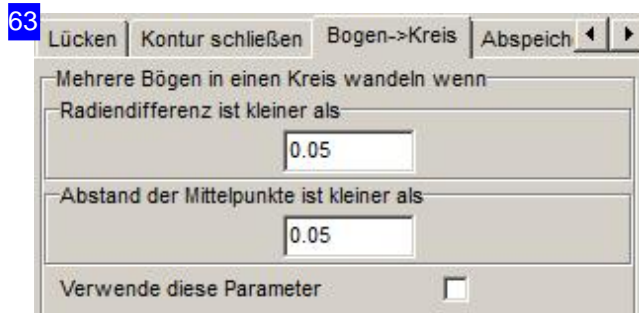 63
Lücken Kontur schließen Bogen->Kreis Abspeich
Mehrere Bögen in einen Kreis wandeln wenn
Radiendifferenz ist kleiner als
0.05
Abstand der Mittelpunkte ist kleiner als
0.05
Verwende diese Parameter